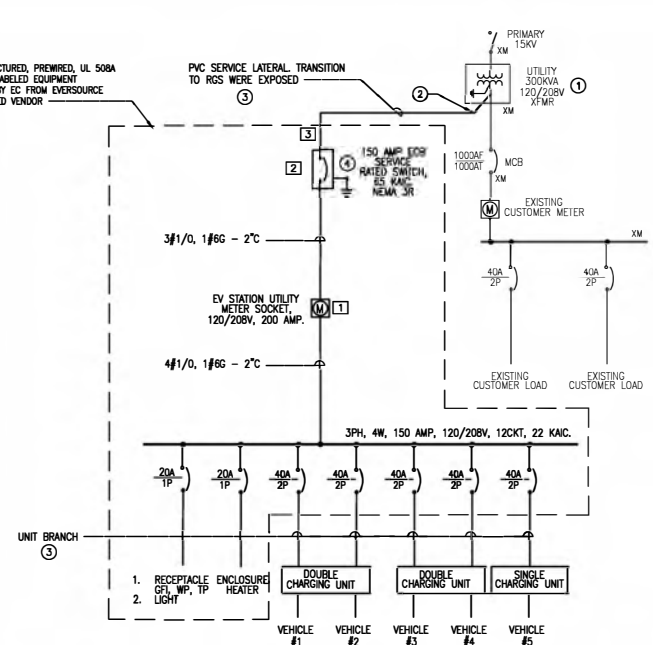 PRIMARY
15KV
XM
UTILITY
300KVA
120/208V
XFMR
1
XM
CTURED, PREWIRED, UL 508A
ABELED EQUIPMENT
BY EC FROM EVERSOURCE
ED VENDOR
PVC SERVICE LATERAL. TRANSITION
TO RGS WERE EXPOSED
3
2
3
2
4
150 AMP ECB
SERVICE
RATED SWITCH,
65 KAIC,
NEMA 3R
1000AF
1000AT
MCB
XM
M
EXISTING
CUSTOMER METER
XM
3#1/0, 1#6G - 2"C
40A
2P
40A
2P
EV STATION UTILITY
METER SOCKET,
120/208V, 200 AMP.
M
1
4#1/0, 1#6G - 2"C
EXISTING
CUSTOMER LOAD
EXISTING
CUSTOMER LOAD
3PH, 4W, 150 AMP, 120/208V, 12CKT, 22 KAIC.
20A
1P
20A
1P
40A
2P
40A
2P
40A
2P
40A
2P
40A
2P
UNIT BRANCH
3
1. RECEPTACLE
GFI, WP, TP
2. LIGHT
ENCLOSURE
HEATER
DOUBLE
CHARGING UNIT
DOUBLE
CHARGING UNIT
SINGLE
CHARGING UNIT
VEHICLE
#1
VEHICLE
#2
VEHICLE
#3
VEHICLE
#4
VEHICLE
#5